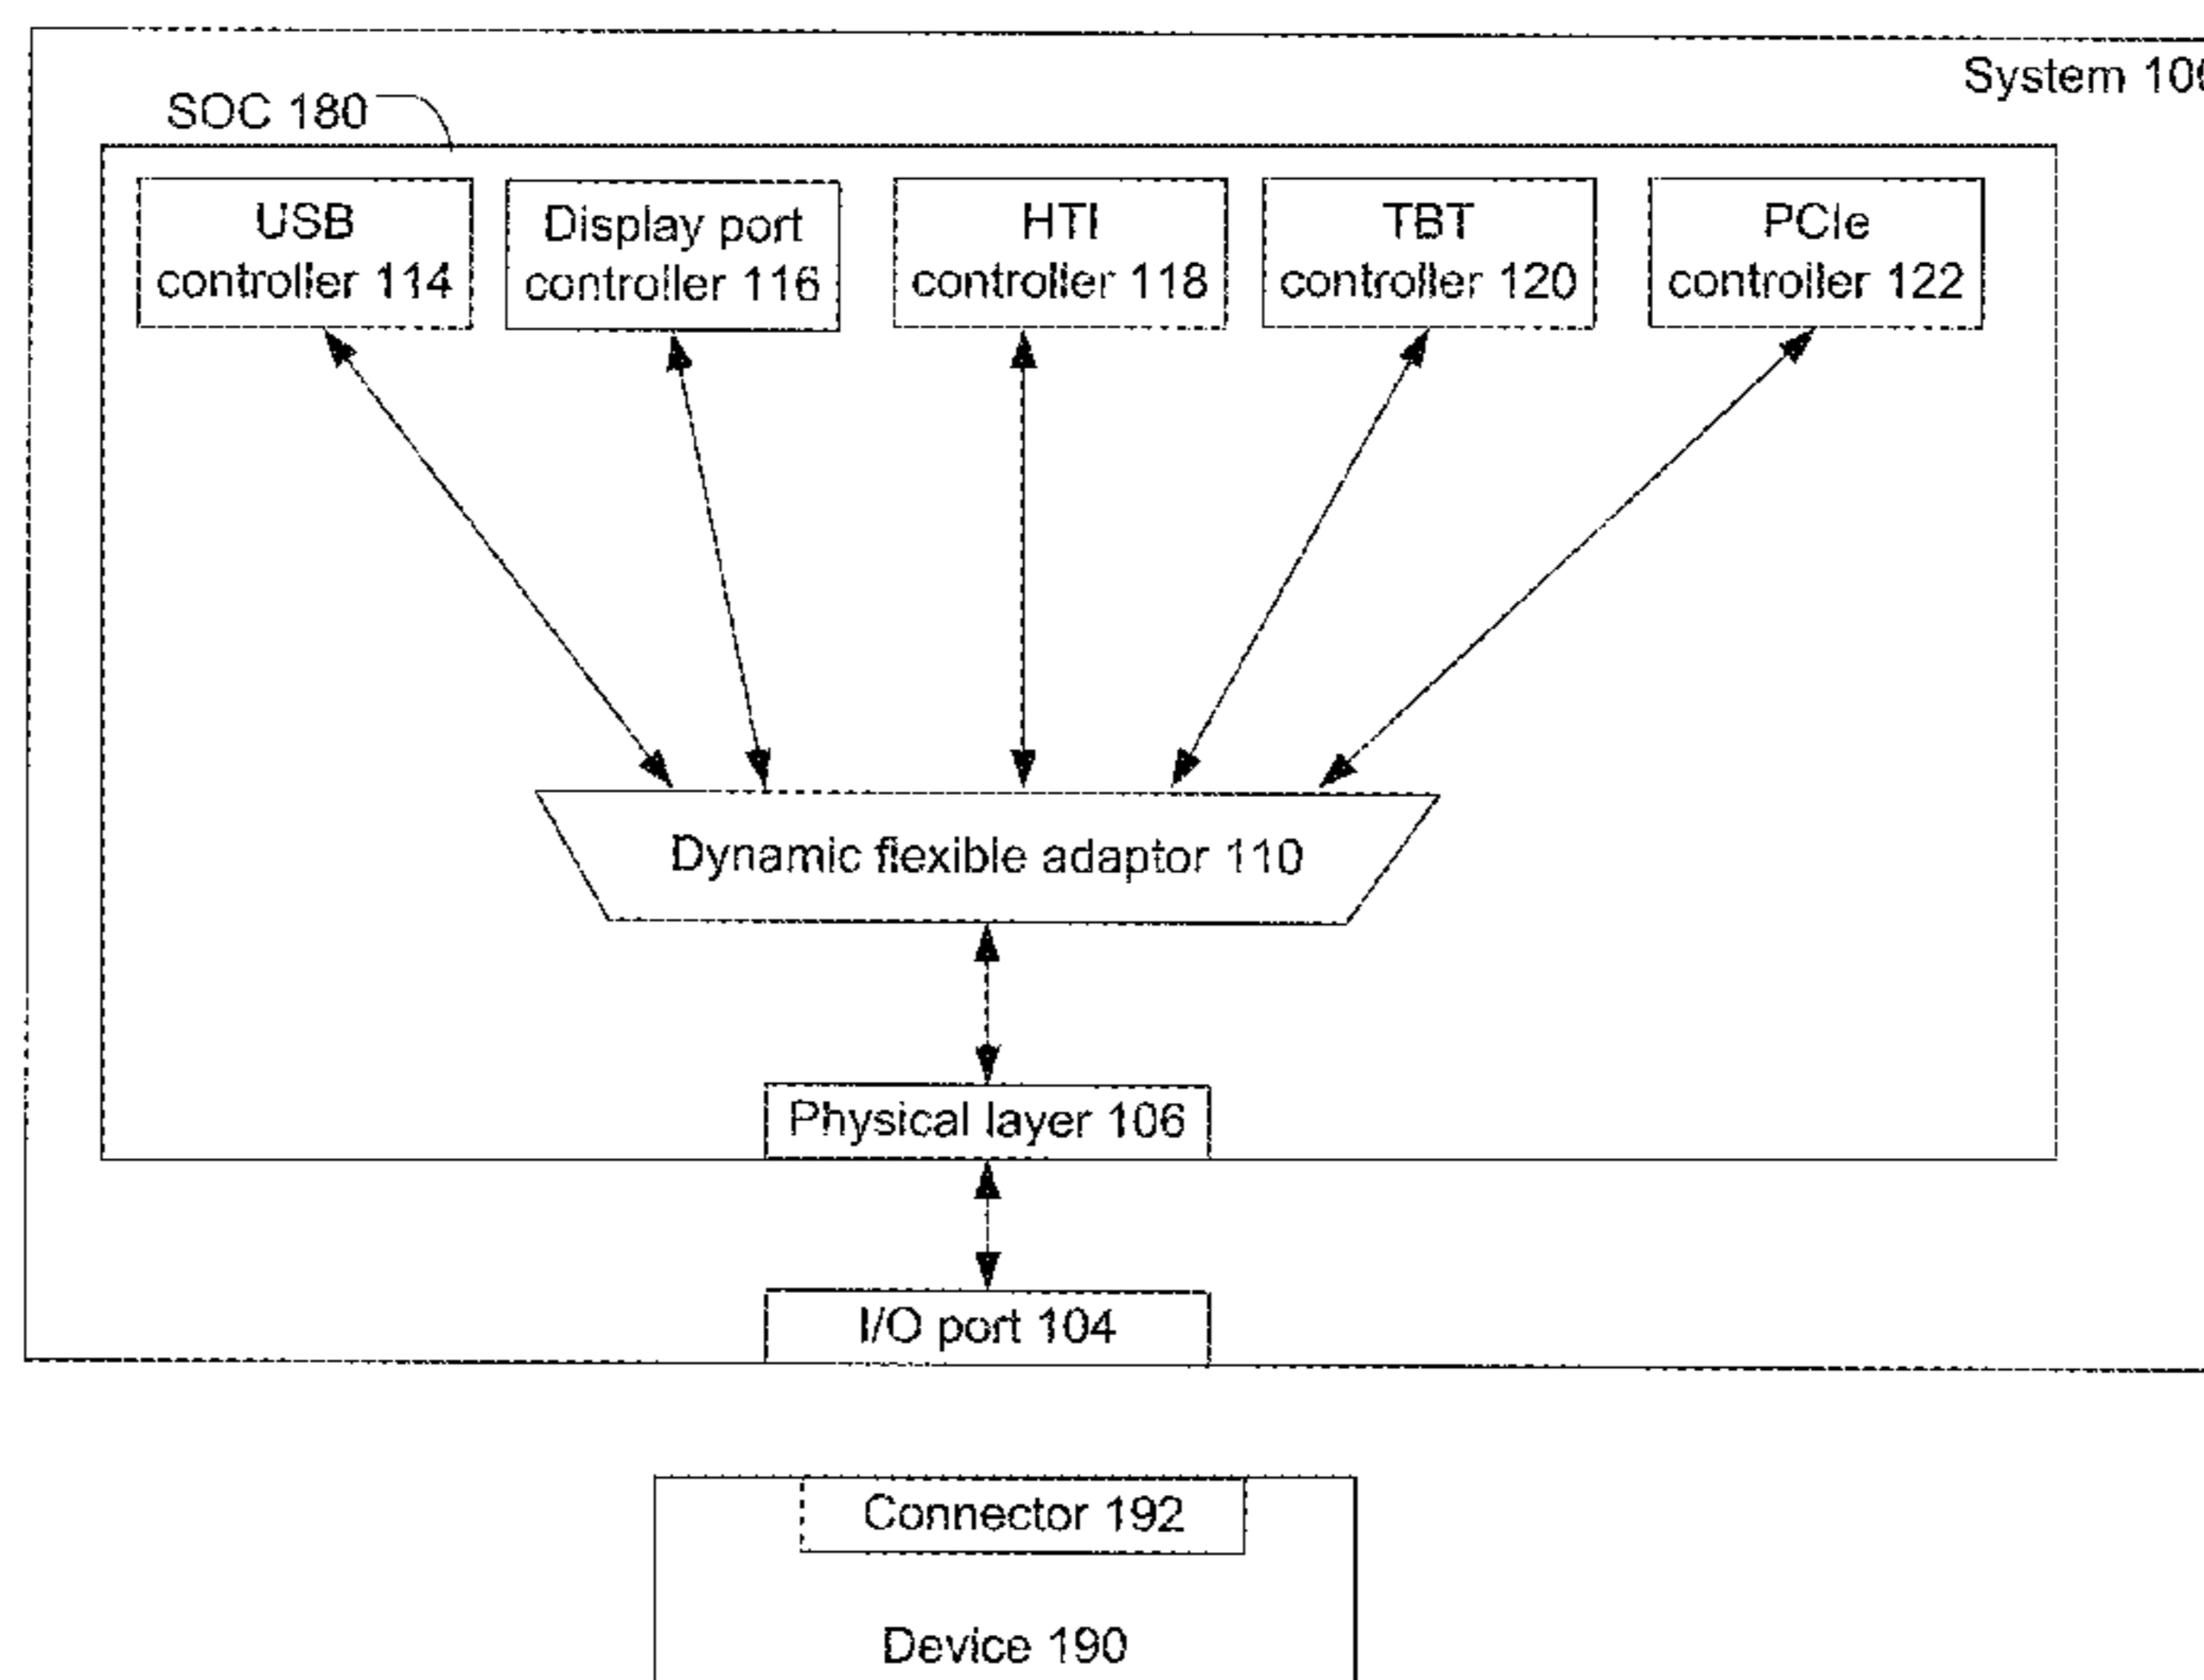 System 10
SOC 180
USB
controller 114
Display port
controller 116
HTI
controller 118
TBT
controller 120
PCIe
controller 122
Dynamic flexible adaptor 110
Physical layer 106
I/O port 104
Connector 192
Device 190